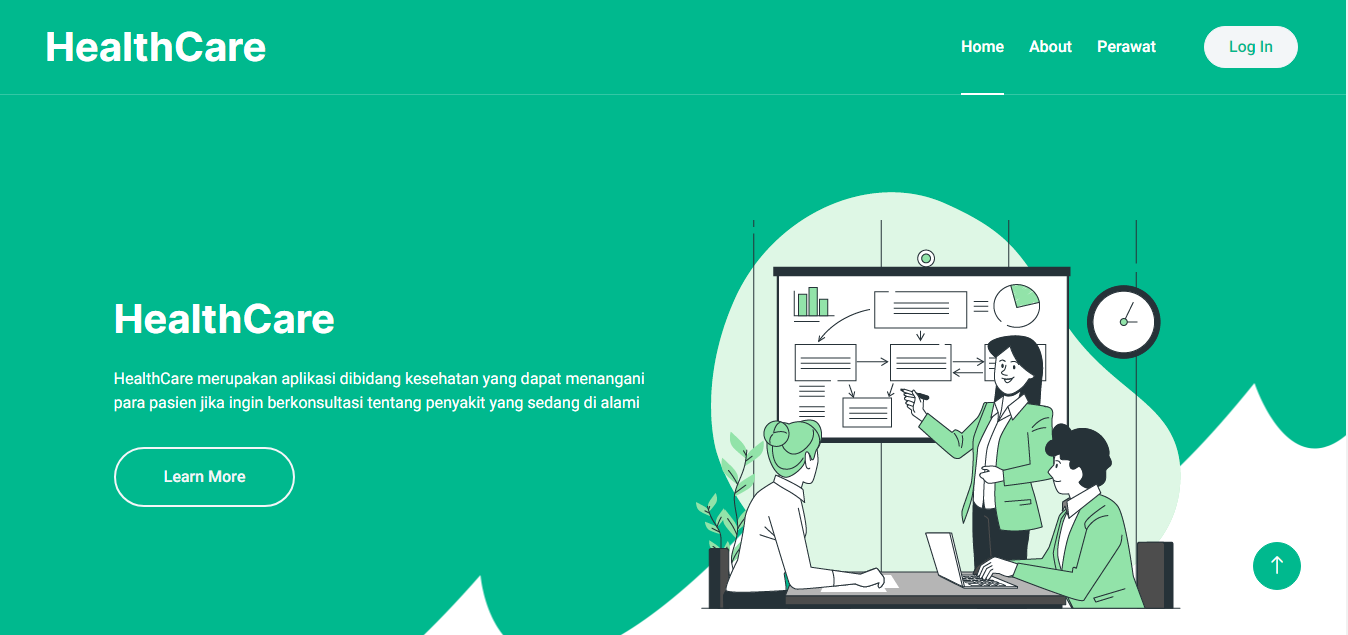 HealthCare
Home About Perawat Log In
HealthCare
HealthCare merupakan aplikasi dibidang kesehatan yang dapat menangani
para pasien jika ingin berkonsultasi tentang penyakit yang sedang di alami
Learn More